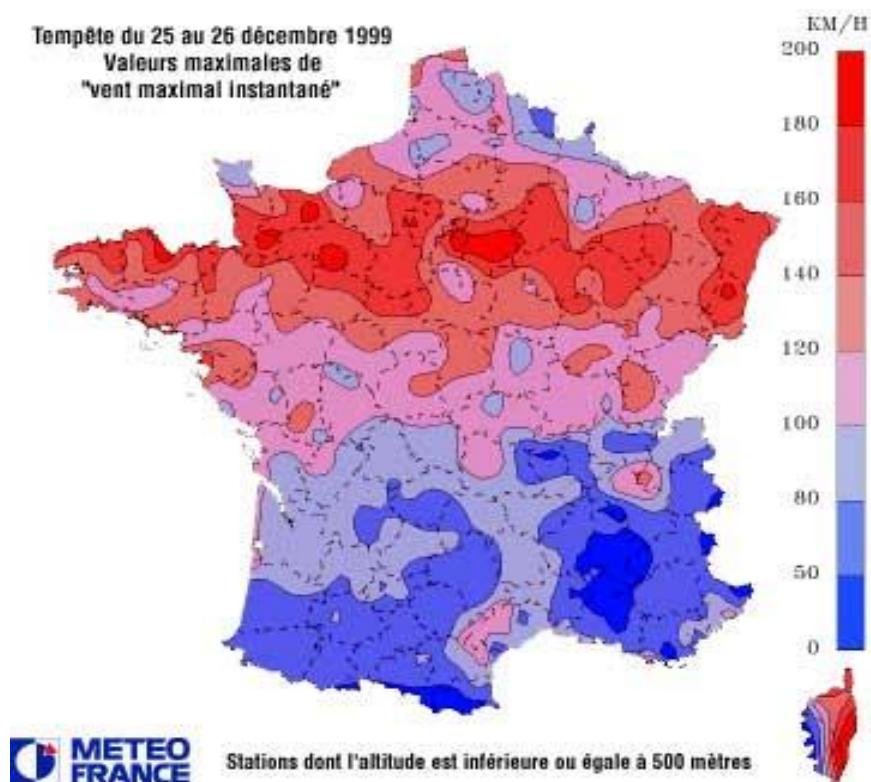 Tempête du 25 au 26 décembre 1999
Valeurs maximales de
"vent maximal instantané"
KM/H
200
180
160
140
120
100
80
50
0
METEO
FRANCE
Stations dont l'altitude est inférieure ou égale à 500 mètres